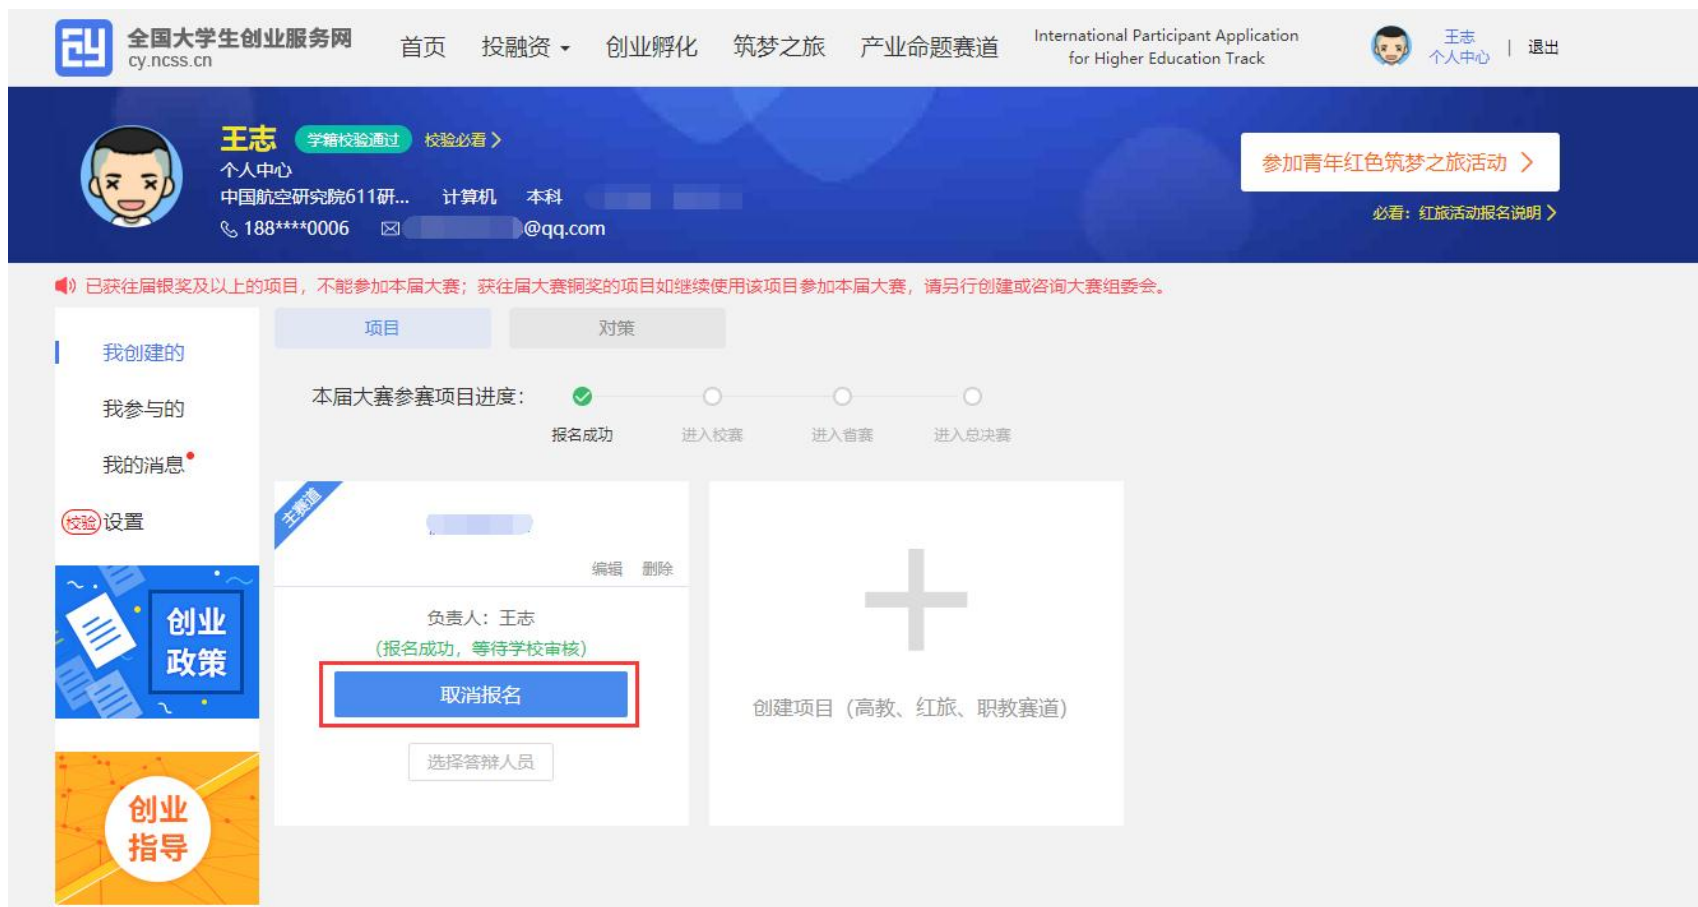 全国大学生创业服务网
cy.ncss.cn
首页 投融资 创业孵化 筑梦之旅 产业命题赛道
International Participant Application
for Higher Education Track
王志
个人中心
| 退出
王志 学籍校验通过 校验必看 >
个人中心
中国航空研究院611研... 计算机 本科
188****0006 @qq.com
参加青年红色筑梦之旅活动 >
必看：红旅活动报名说明 >
已获往届银奖及以上的项目，不能参加本届大赛；获往届大赛铜奖的项目如继续使用该项目参加本届大赛，请另行创建或咨询大赛组委会。
我创建的
我参与的
我的消息
校验 设置
创业
政策
创业
指导
项目 对策
本届大赛参赛项目进度：
报名成功 进入校赛 进入省赛 进入总决赛
主赛道
编辑 删除
负责人：王志
（报名成功，等待学校审核）
取消报名
选择答辩人员
创建项目（高教、红旅、职教赛道）